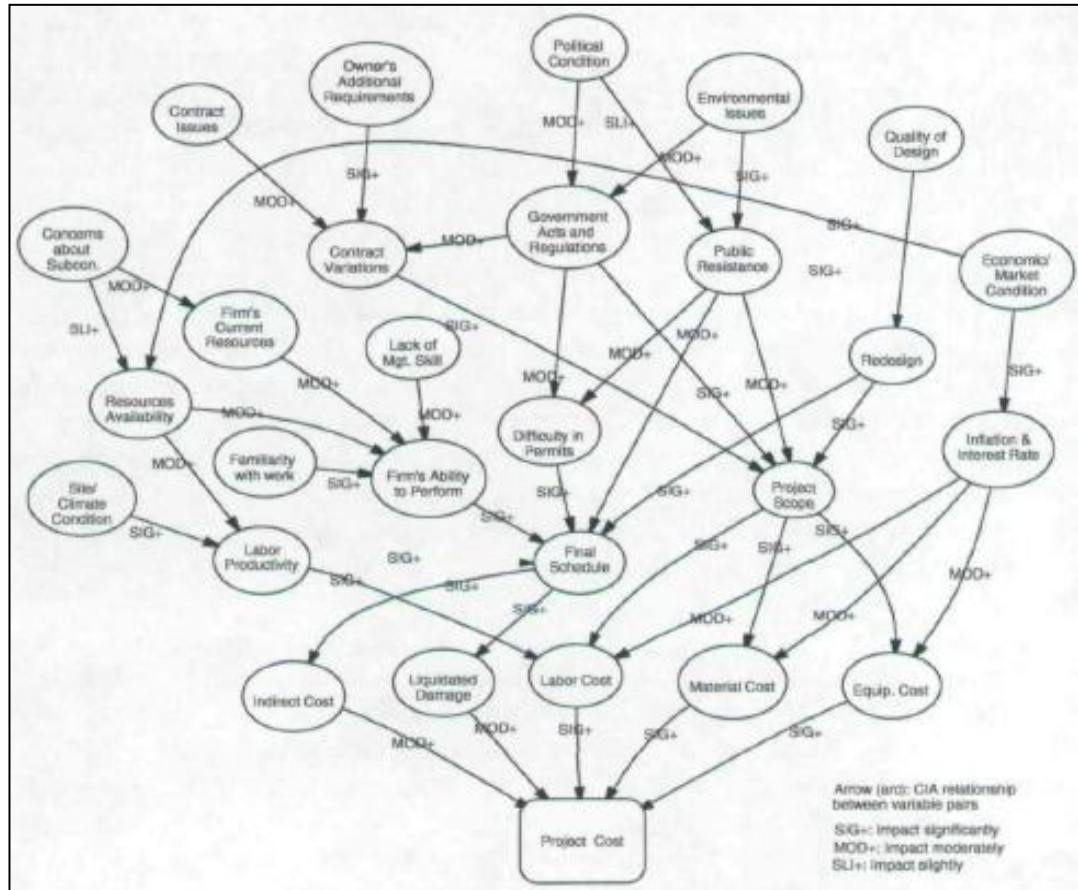 Political
Condition
Owner's
Additional
Requirements
Environmental
Issues
Contract
Issues
Quality of
Design
MOD+
SLI+
MOD+
SIG+
SIG+
MOD+
Concerns
about
Subcon.
Government
Acts and
Regulations
Contract
Variations
MOD+
Public
Resistance
SIG+
SIG+
Economic/
Market
Condition
MOD+
SLI+
Firm's
Current
Resources
SIG+
Lack of
Mgt. Skill
MOD+
MOD+
Redesign
MOD+
MOD+
SIG+
MOD+
SIG+
Resources
Availability
MOD+
MOD+
SIG+
Difficulty in
Permits
Inflation &
Interest Rate
MOD+
Familiarity
with work
SIG+
Firm's Ability
to Perform
SIG+
SIG+
Project
Scope
Site/
Climate
Condition
SIG+
SIG+
SIG+
SIG+
SIG+
Labor
Productivity
SIG+
Final
Schedule
SIG+
SIG+
SIG+
MOD+
MOD+
MOD+
Indirect Cost
Liquidated
Damage
Labor Cost
Material Cost
Equip. Cost
MOD+
MOD+
SIG+
SIG+
SIG+
Project Cost
Arrow (arc): CIA relationship
between variable pairs
SIG+: Impact significantly
MOD+: Impact moderately
SLI+: Impact slightly